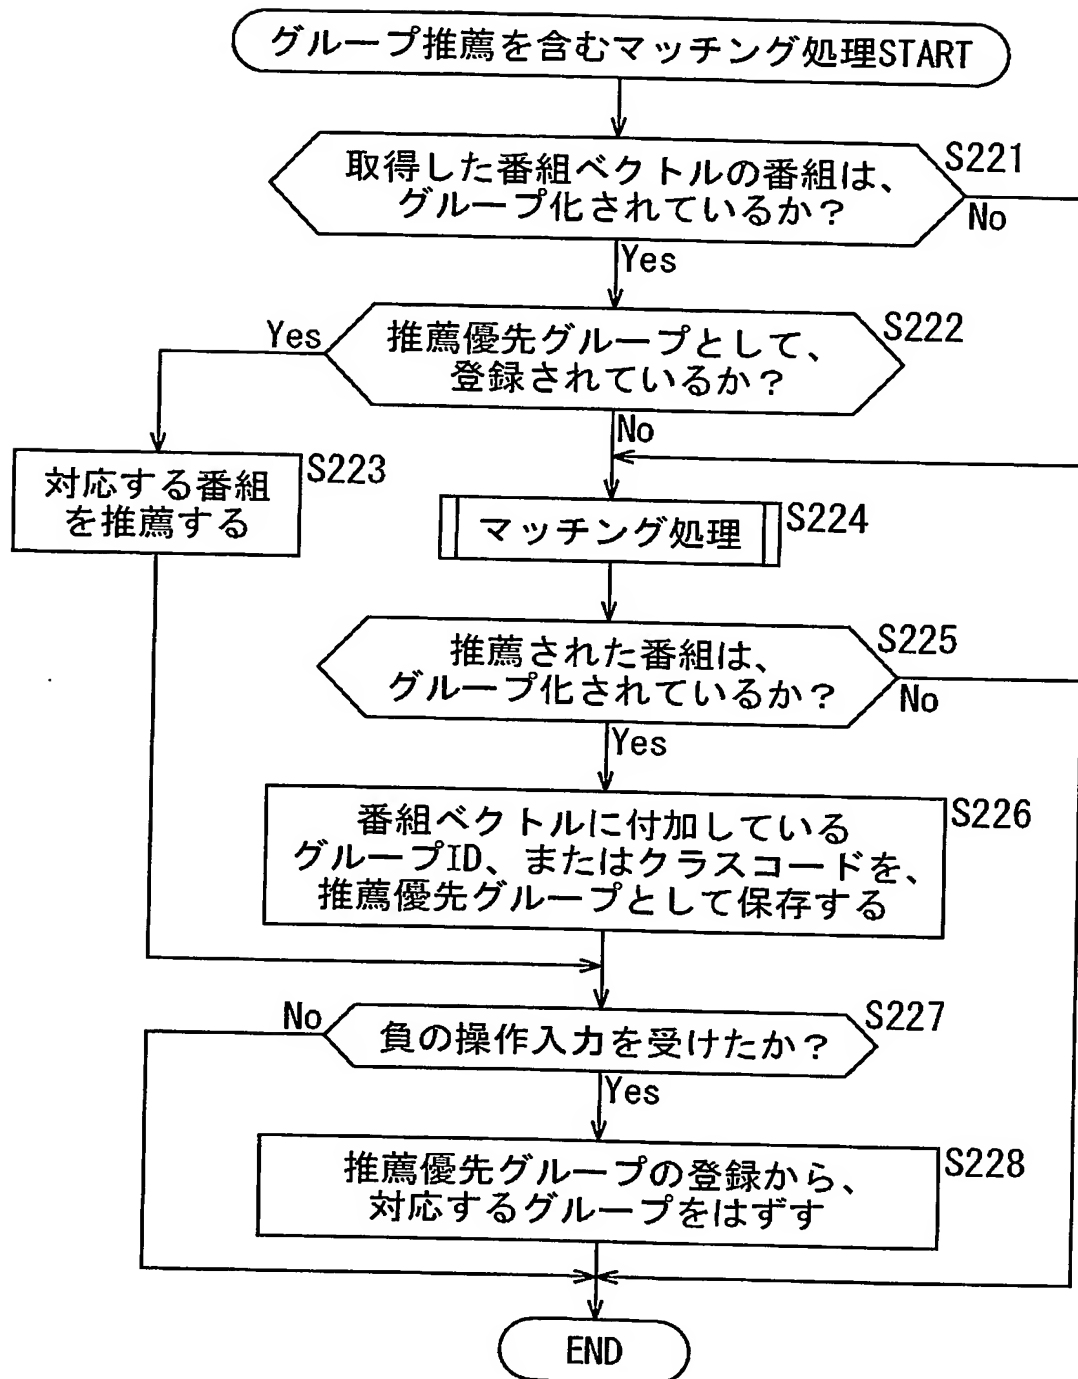 グループ推薦を含むマッチング処理START
取得した番組ベクトルの番組は、
グループ化されているか？
S221
No
Yes
推薦優先グループとして、
登録されているか？
S222
Yes
No
対応する番組
を推薦する
S223
マッチング処理
S224
推薦された番組は、
グループ化されているか？
S225
No
Yes
番組ベクトルに付加している
グループID、またはクラスコードを、
推薦優先グループとして保存する
S226
負の操作入力を受けたか？
S227
No
Yes
推薦優先グループの登録から、
対応するグループをはずす
S228
END